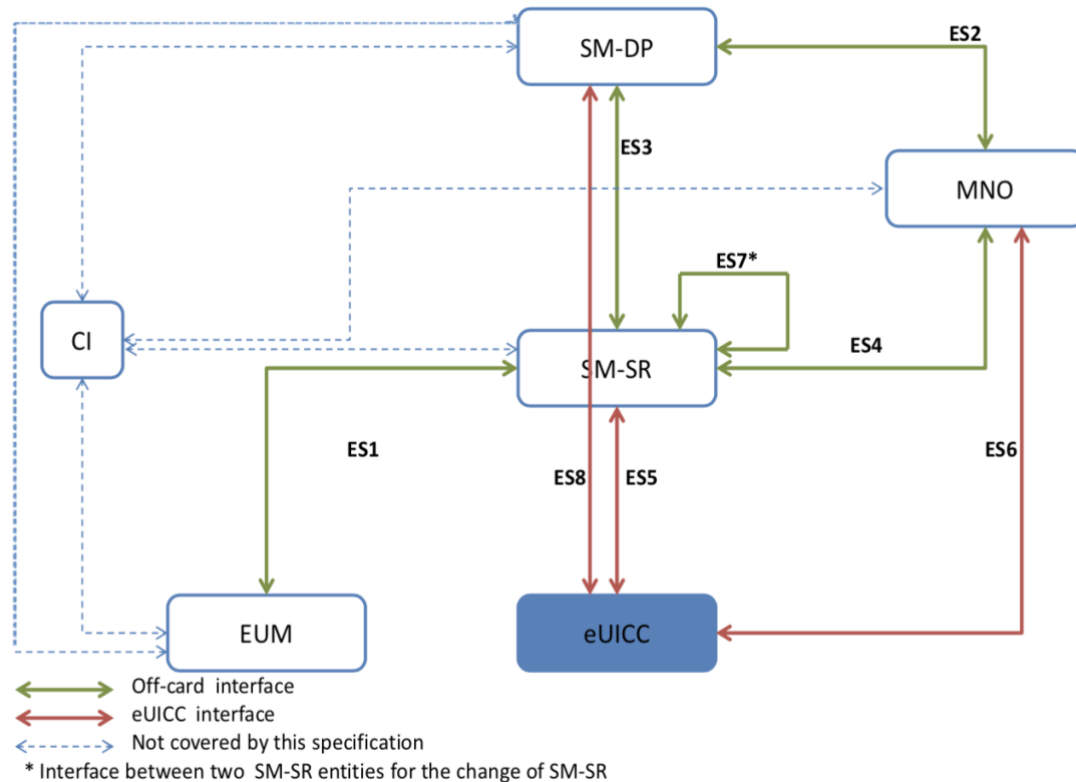 SM-DP
ES2
ES3
MNO
ES7*
CI
SM-SR
ES4
ES1
ES8
ES5
ES6
EUM
eUICC
Off-card interface
eUICC interface
Not covered by this specification
* Interface between two SM-SR entities for the change of SM-SR